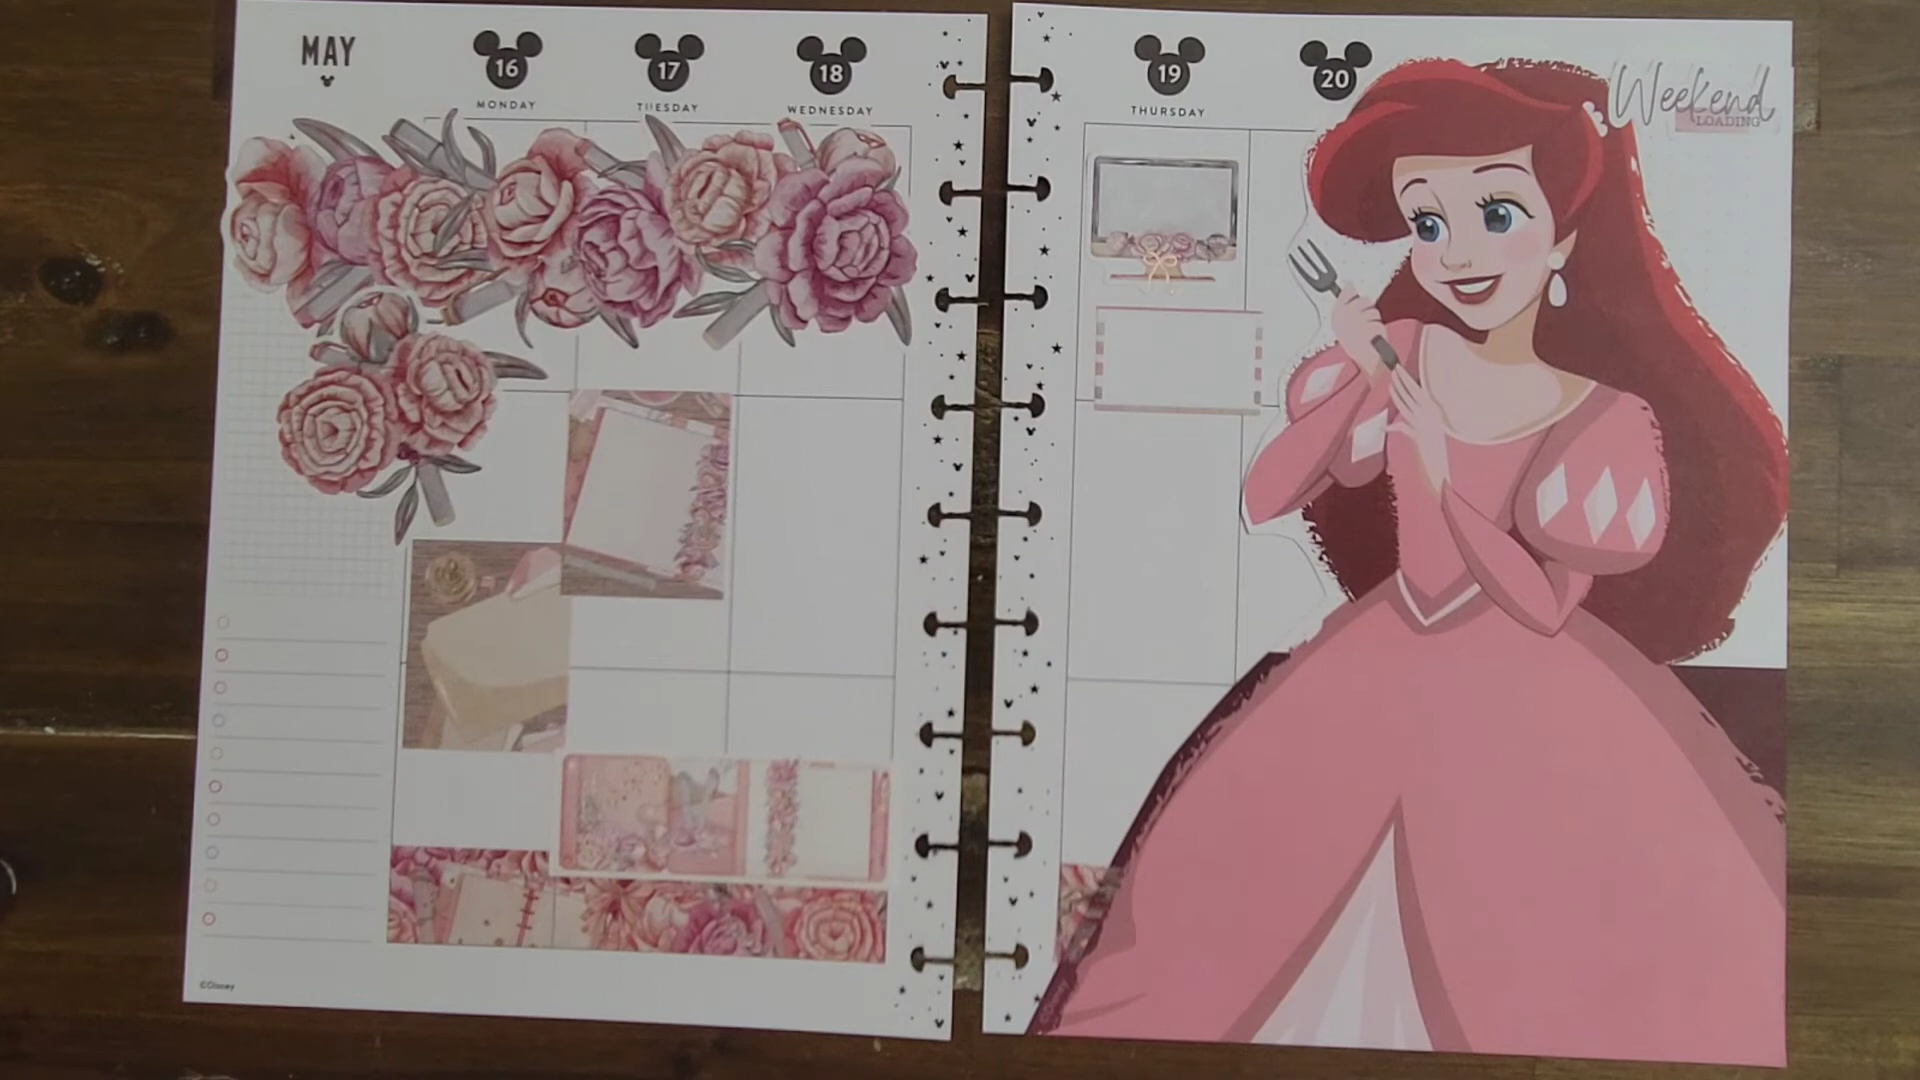 MAY
16
MONDAY
17
TUESDAY
18
WEDNESDAY
19
THURSDAY
20
Weekend
LOADING
©Disney